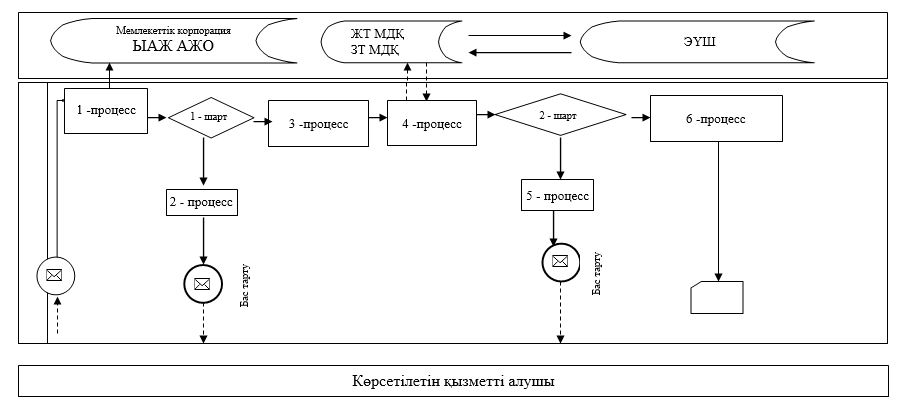 Мемлекеттік корпорация
ЫАЖ АЖО
ЖТ МДҚ
ЗТ МДҚ
ЭҮШ
1 -процесс
1 - шарт
3 -процесс
4 -процесс
2 - шарт
6 -процесс
2 - процесс
5 - процесс
Бас тарту
Бас тарту
Көрсетілетін қызметті алушы